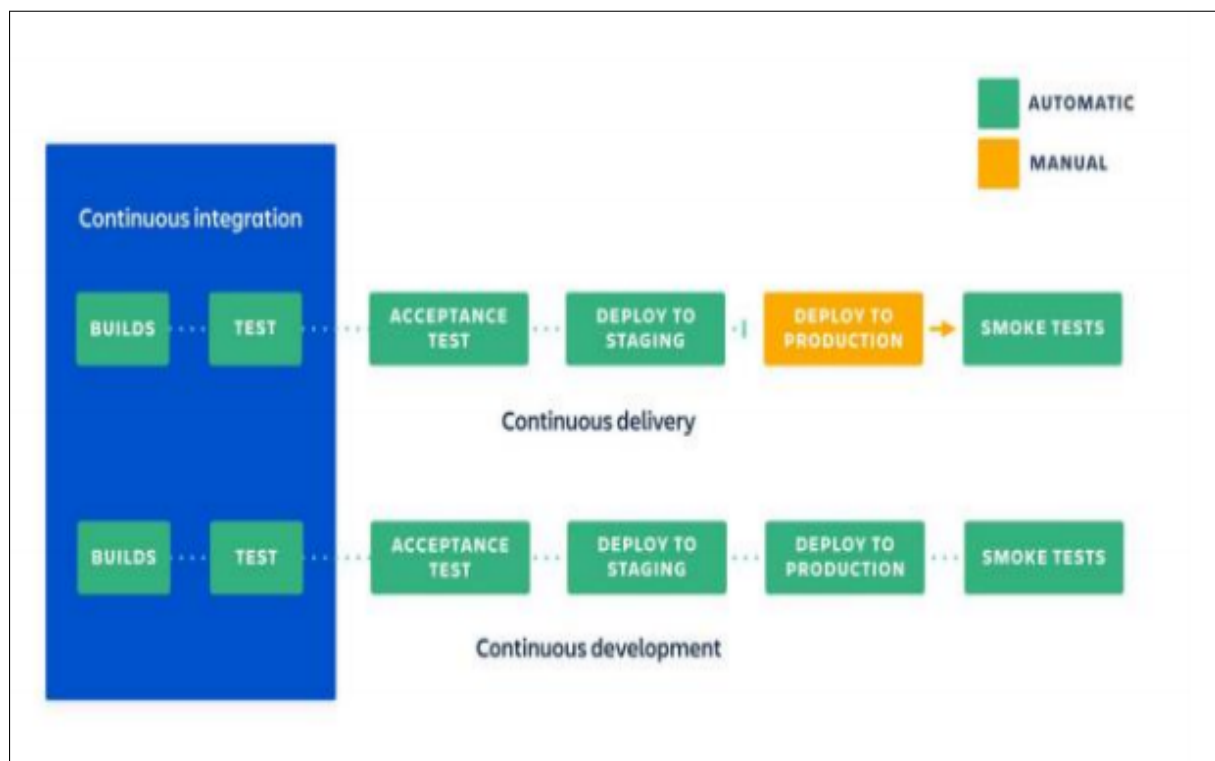 AUTOMATIC
MANUAL
Continuous integration
BUILDS
TEST
ACCEPTANCE
TEST
DEPLOY TO
STAGING
DEPLOY TO
PRODUCTION
SMOKE TESTS
Continuous delivery
BUILDS
TEST
ACCEPTANCE
TEST
DEPLOY TO
STAGING
DEPLOY TO
PRODUCTION
SMOKE TESTS
Continuous development